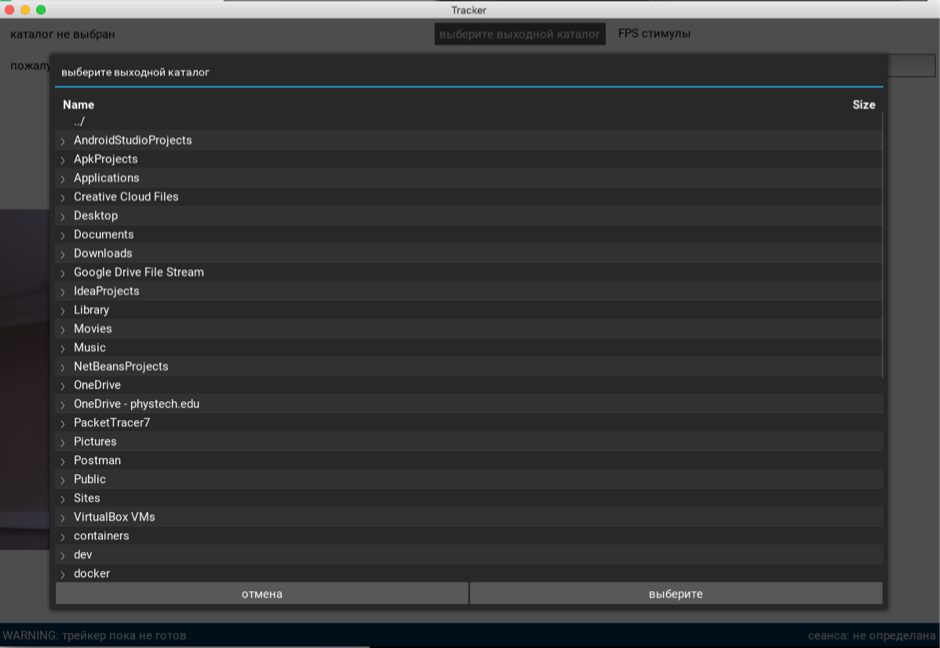 Tracker
каталог не выбран
выберите выходной каталог
FPS стимулы
пожалу
выберите выходной каталог
Name Size
../
AndroidStudioProjects
ApkProjects
Applications
Creative Cloud Files
Desktop
Documents
Downloads
Google Drive File Stream
IdeaProjects
Library
Movies
Music
NetBeansProjects
OneDrive
OneDrive - phystech.edu
PacketTracer7
Pictures
Postman
Public
Sites
VirtualBox VMs
containers
dev
docker
отмена выберите
WARNING: трейкер пока не готов сеанса: не определана